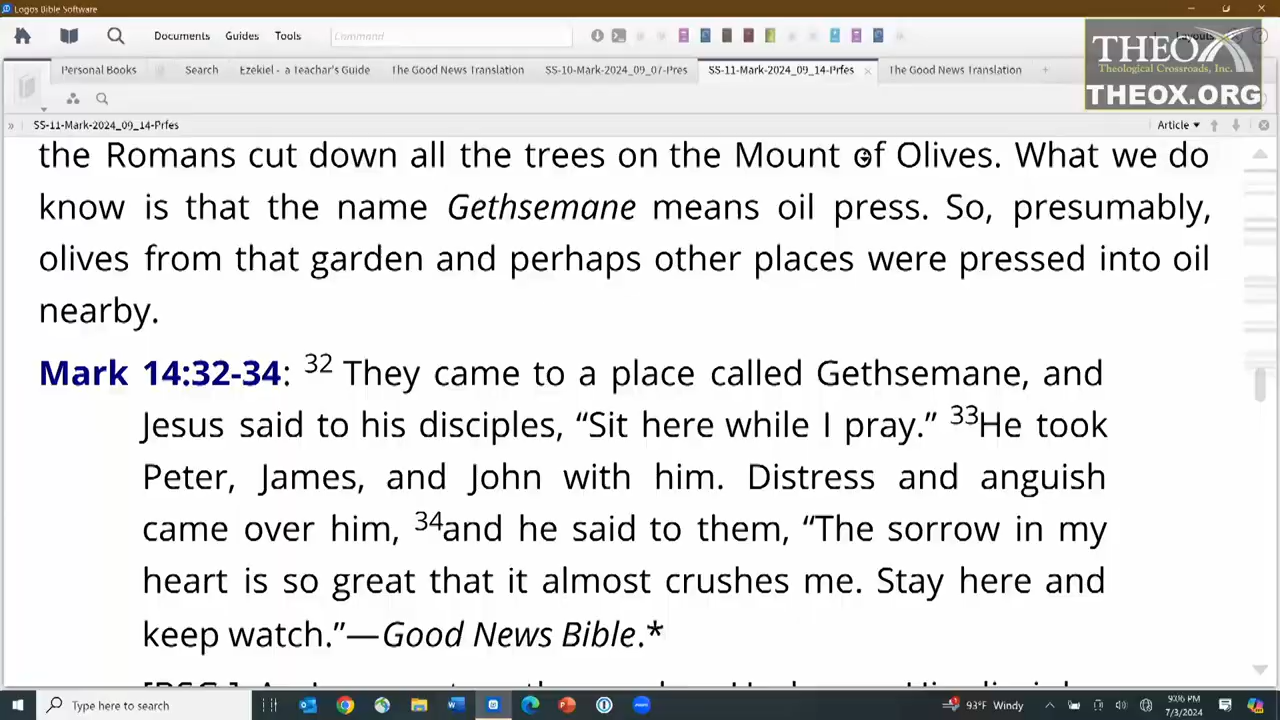 Logos Bible Software
Documents Guides Tools Command
THEOX
Theological Crossroads, Inc.
THEOX.ORG
Personal Books Search Ezekiel - a Teacher's Guide SS-10-Mark-2024_09_07-Prfes SS-11-Mark-2024_09_14-Prfes The Good News Translation
SS-11-Mark-2024_09_14-Prfes Article
the Romans cut down all the trees on the Mount of Olives. What we do
know is that the name Gethsemane means oil press. So, presumably,
olives from that garden and perhaps other places were pressed into oil
nearby.
Mark 14:32-34: 32 They came to a place called Gethsemane, and
Jesus said to his disciples, “Sit here while I pray.” 33He took
Peter, James, and John with him. Distress and anguish
came over him, 34and he said to them, “The sorrow in my
heart is so great that it almost crushes me. Stay here and
keep watch.”—Good News Bible.*
Type here to search 93°F Windy
7/3/2024